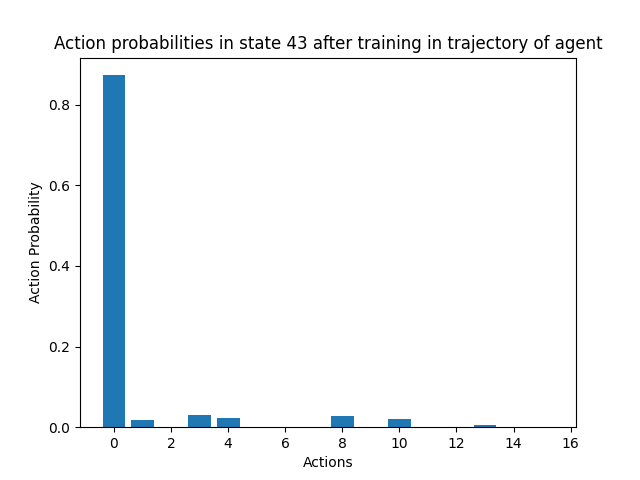 Action probabilities in state 43 after training in trajectory of agent
Action Probability
0.8
0.6
0.4
0.2
0.0
0 2 4 6 8 10 12 14 16
Actions